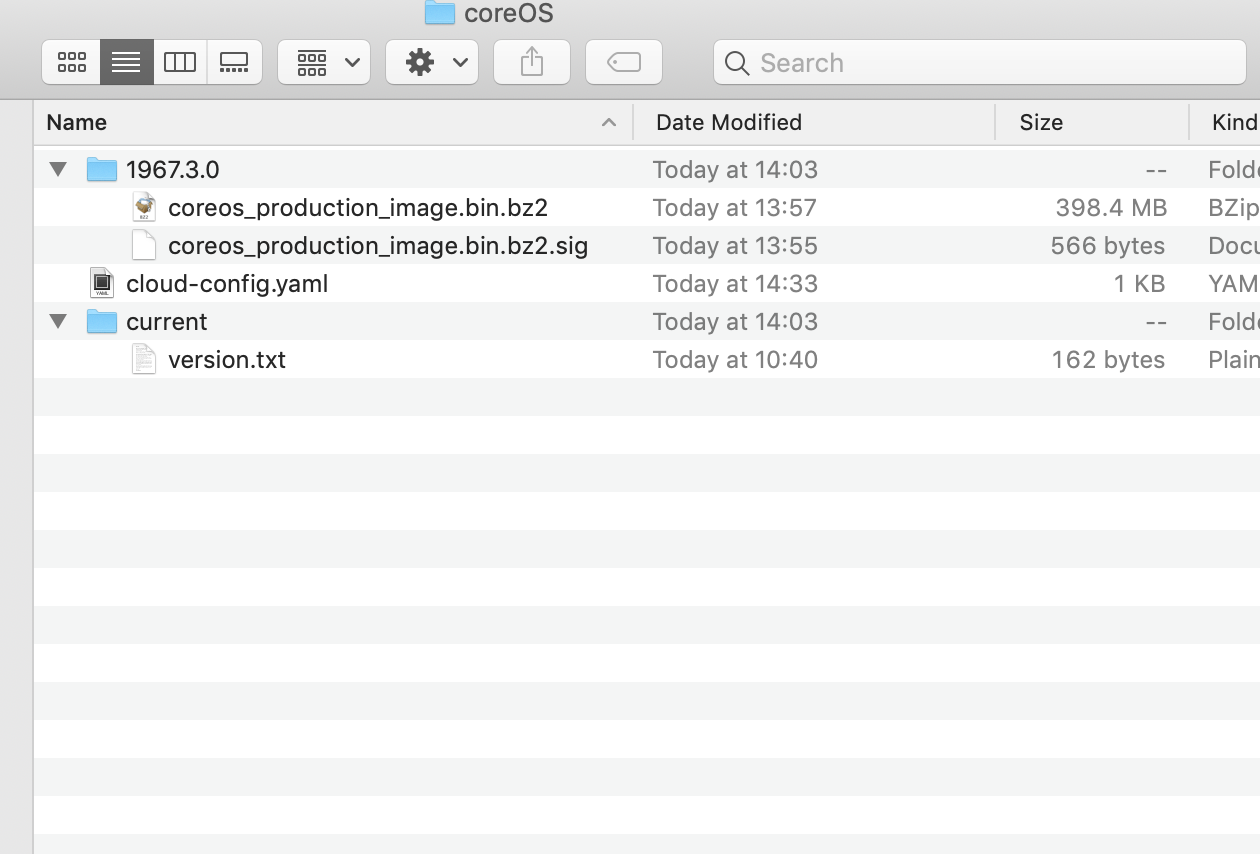 coreOS
Search
Name Date Modified Size Kind
1967.3.0 Today at 14:03 -- Folde
coreos_production_image.bin.bz2 Today at 13:57 398.4 MB BZip
coreos_production_image.bin.bz2.sig Today at 13:55 566 bytes Docu
cloud-config.yaml Today at 14:33 1 KB YAM
current Today at 14:03 -- Folde
version.txt Today at 10:40 162 bytes Plain